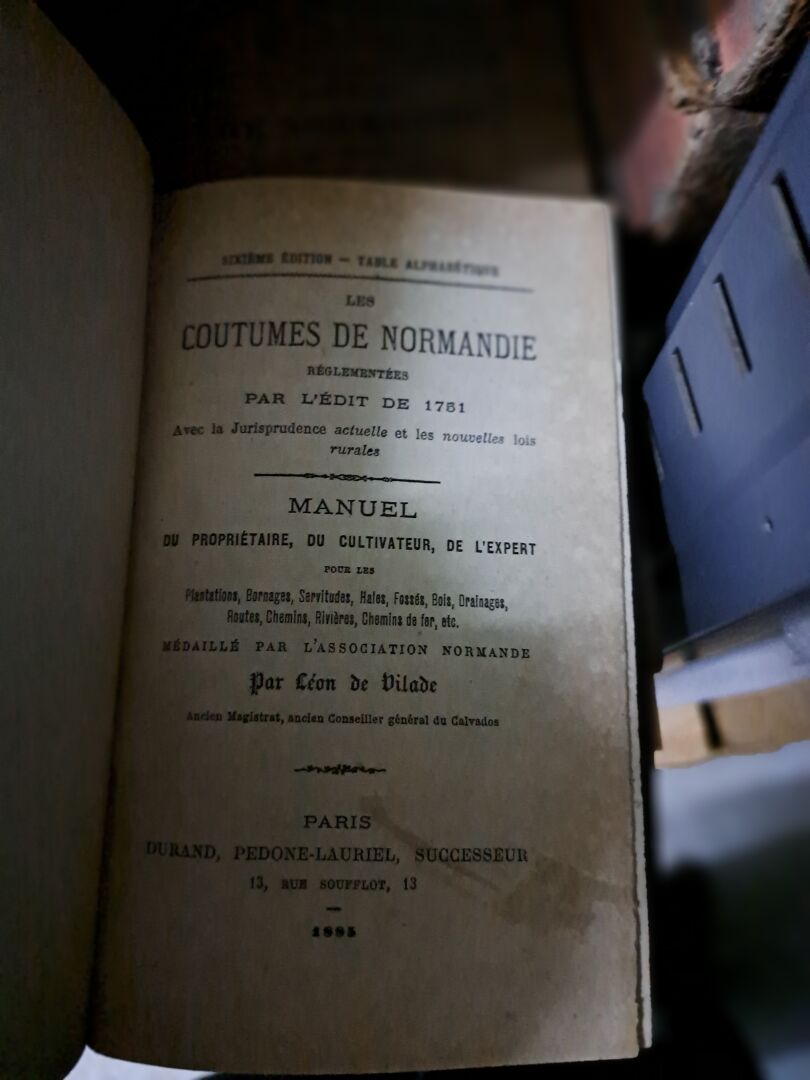 SIXIÈME ÉDITION — TABLE ALPHABÉTIQUE
LES
COUTUMES DE NORMANDIE
RÉGLEMENTÉES
PAR L'ÉDIT DE 1751
Avec la Jurisprudence actuelle et les nouvelles lois
rurales
MANUEL
DU PROPRIÉTAIRE, DU CULTIVATEUR, DE L'EXPERT
POUR LES
Plantations, Bornages, Servitudes, Haies, Fossés, Bois, Drainages,
Routes, Chemins, Rivières, Chemins de fer, etc.
MÉDAILLÉ PAR L'ASSOCIATION NORMANDE
Par Léon de Vilade
Ancien Magistrat, ancien Conseiller général du Calvados
PARIS
DURAND, PEDONE-LAURIEL, SUCCESSEUR
13, RUE SOUFFLOT, 13
1885